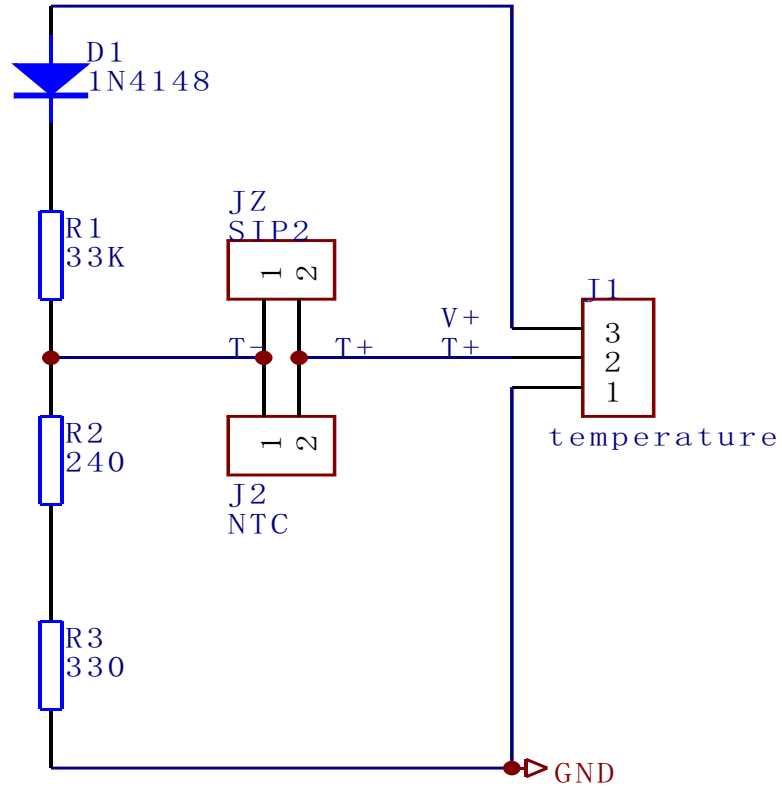 D1
1N4148
JZ
SIP2
R1
33K
1 2
J1
V+
3
T- T+ T+ 2
1
R2
240
1 2
temperature
J2
NTC
R3
330
GND